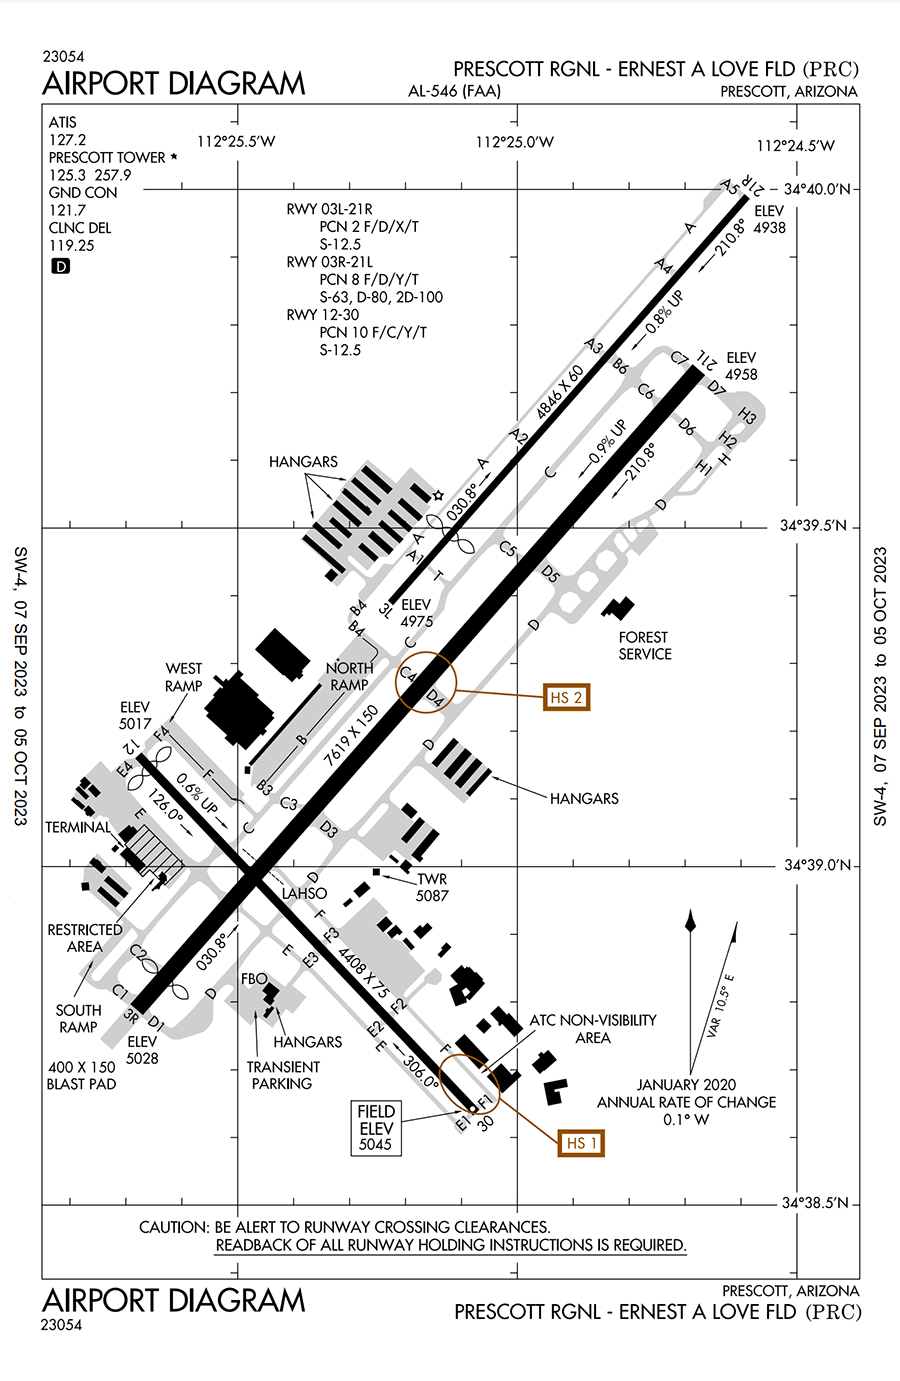 23054
AIRPORT DIAGRAM
PRESCOTT RGNL - ERNEST A LOVE FLD (PRC)
AL-546 (FAA)
PRESCOTT, ARIZONA
ATIS
127.2
PRESCOTT TOWER ★
125.3 257.9
GND CON
121.7
CLNC DEL
119.25
D
112°25.5'W
112°25.0'W
112°24.5'W
RWY 03L-21R
PCN 2 F/D/X/T
S-12.5
RWY 03R-21L
PCN 8 F/D/Y/T
S-63, D-80, 2D-100
RWY 12-30
PCN 10 F/C/Y/T
S-12.5
A5
21R
34°40.0'N
ELEV
4938
A
210.8°
A4
0.8% UP
A3
B6
C7
21L
ELEV
4958
C6
D7
4846 X 60
H3
0.9% UP
D6
H2
A2
210.8°
H
H1
HANGARS
A
C
030.8°
D
34°39.5'N
A
A1
T
C5
D5
B4
3L
ELEV
4975
B4
C
D
FOREST
SERVICE
WEST
RAMP
NORTH
RAMP
C4
D4
HS 2
ELEV
5017
12
F4
B
7619 X 150
D
E4
F
0.6% UP
B3
HANGARS
126.0°
C3
E
C
D3
TERMINAL
34°39.0'N
D
LAHSO
TWR
5087
F
RESTRICTED
AREA
F3
C2
030.8°
E
E3
4408 X 75
FBO
C1
D
F2
SOUTH
RAMP
3R
D1
ELEV
5028
HANGARS
E2
E
F
ATC NON-VISIBILITY
AREA
400 X 150
BLAST PAD
TRANSIENT
PARKING
306.0°
VAR 10.5° E
JANUARY 2020
ANNUAL RATE OF CHANGE
0.1° W
FIELD
ELEV
5045
E1
F1
30
HS 1
34°38.5'N
SW-4, 07 SEP 2023 to 05 OCT 2023
SW-4, 07 SEP 2023 to 05 OCT 2023
CAUTION: BE ALERT TO RUNWAY CROSSING CLEARANCES.
READBACK OF ALL RUNWAY HOLDING INSTRUCTIONS IS REQUIRED.
AIRPORT DIAGRAM
23054
PRESCOTT, ARIZONA
PRESCOTT RGNL - ERNEST A LOVE FLD (PRC)